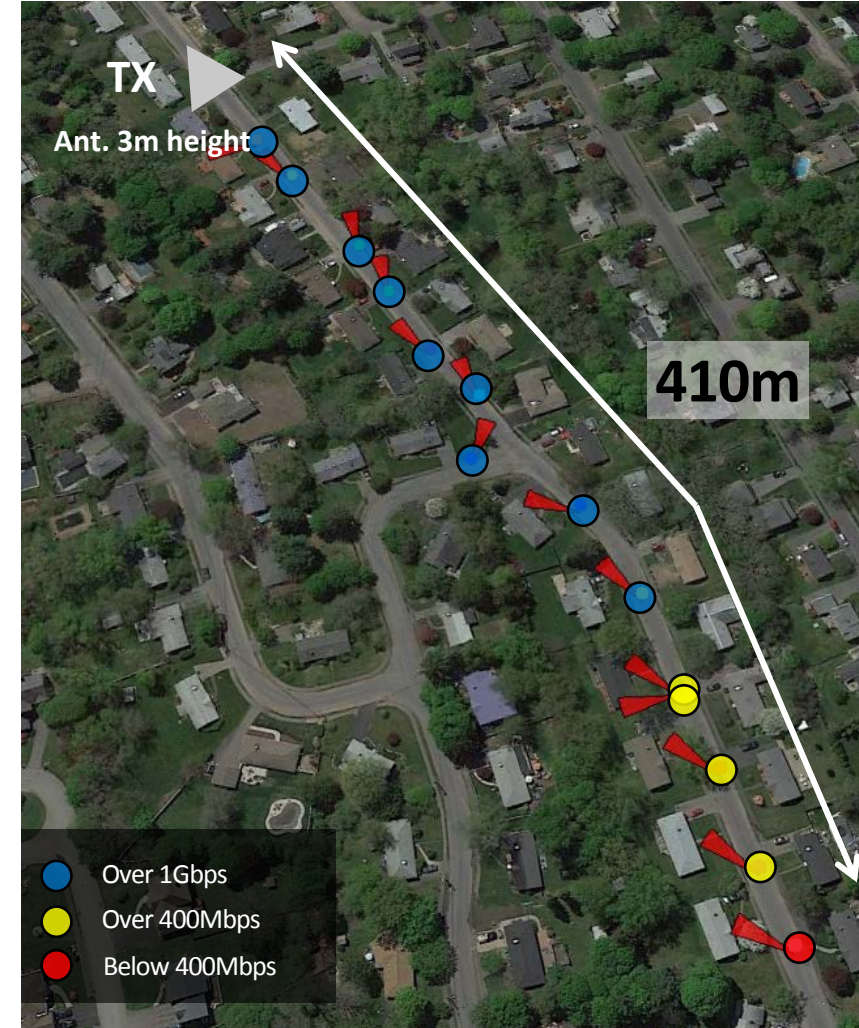 TX
Ant. 3m height
410m
Over 1Gbps
Over 400Mbps
Below 400Mbps